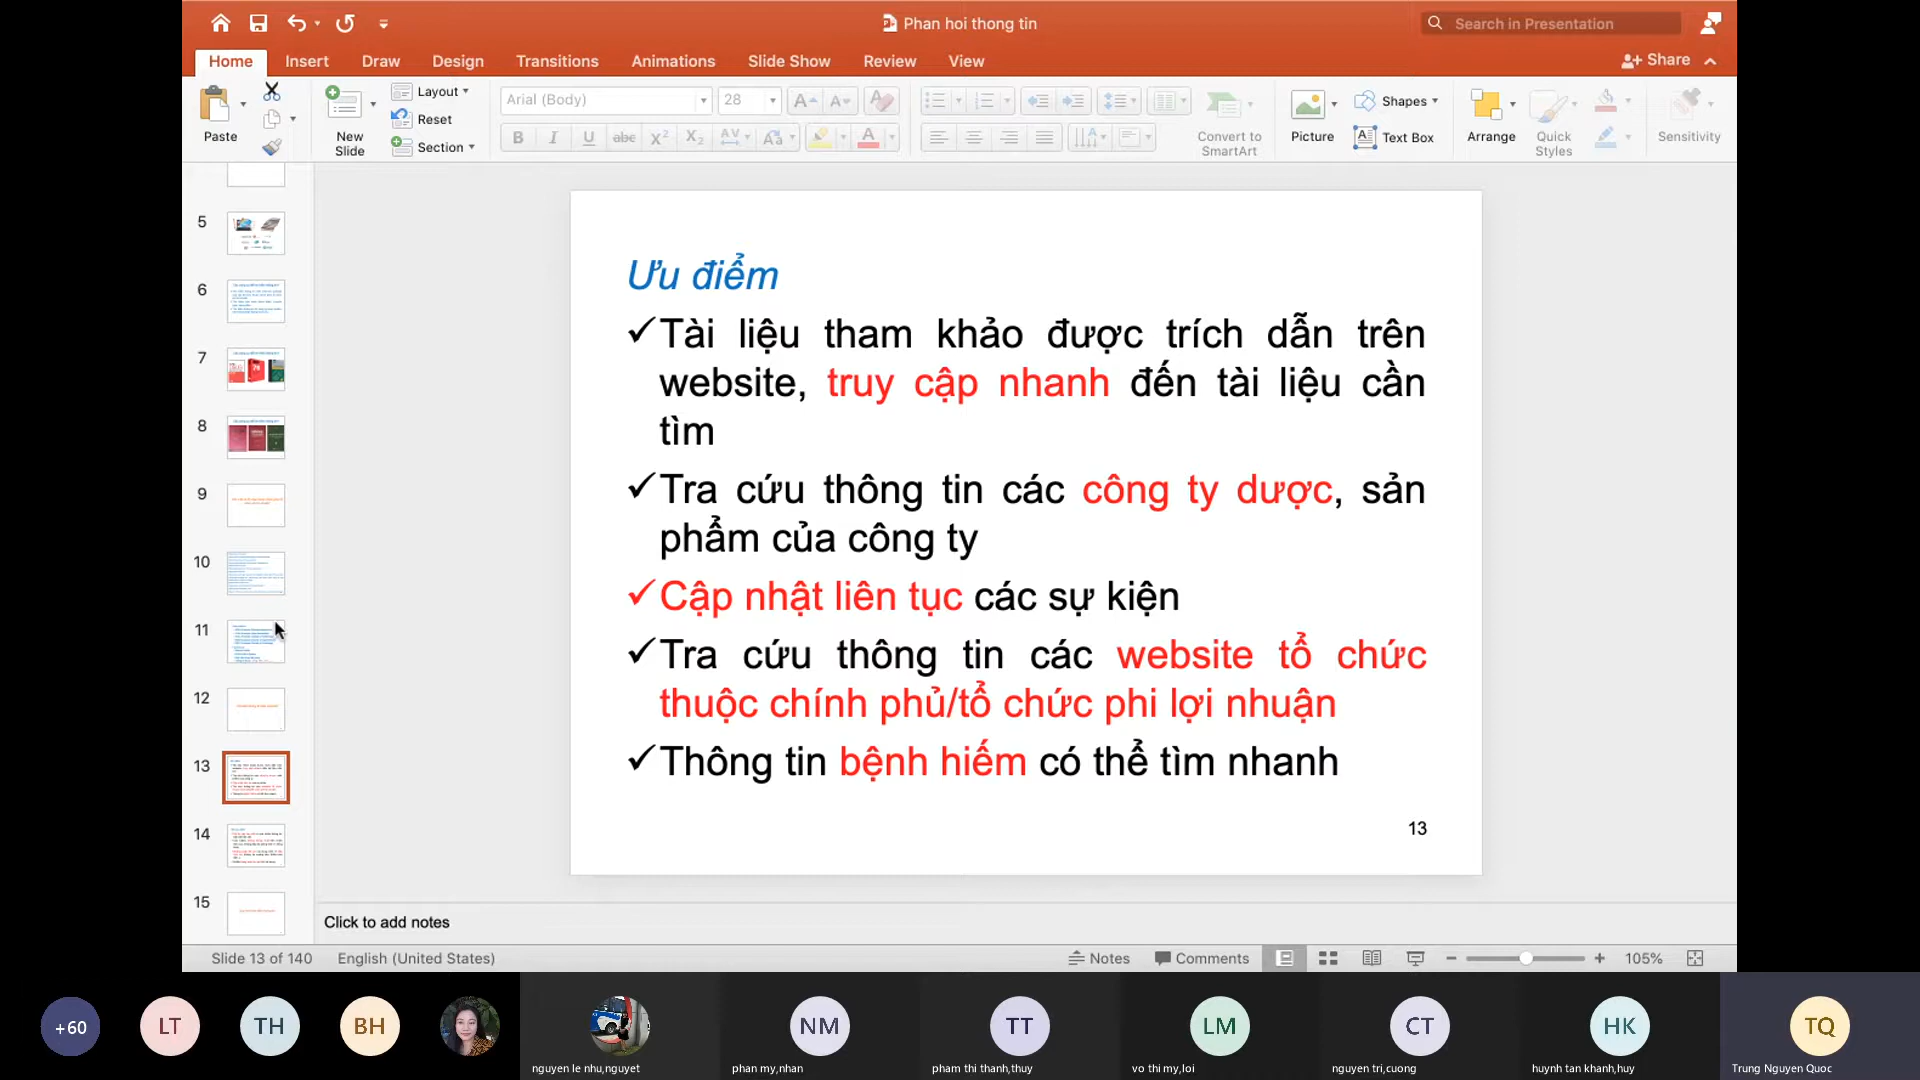 Phan hoi thong tin
Search in Presentation
Home Insert Draw Design Transitions Animations Slide Show Review View
Share
Paste
New Slide
Layout
Reset
Section
Arial (Body) 28
Convert to SmartArt
Picture
Shapes
Text Box
Arrange
Quick Styles
Sensitivity
5
6
7
8
9
10
11
12
13
14
15
Ưu điểm
✓Tài liệu tham khảo được trích dẫn trên
website, truy cập nhanh đến tài liệu cần
tìm
✓Tra cứu thông tin các công ty dược, sản
phẩm của công ty
✓Cập nhật liên tục các sự kiện
✓Tra cứu thông tin các website tổ chức
thuộc chính phủ/tổ chức phi lợi nhuận
✓Thông tin bệnh hiếm có thể tìm nhanh
13
Click to add notes
Slide 13 of 140 English (United States) Notes Comments 105%
+60 LT TH BH NM TT LM CT HK TQ
nguyen le nhu,nguyet phan my,nhan pham thi thanh,thuy vo thi my,loi nguyen tri,cuong huynh tan khanh,huy Trung Nguyen Quoc